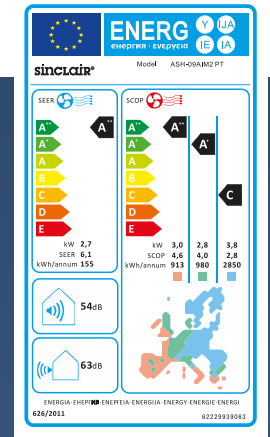 ENERG Y IJA
енергия · ενεργεια IE IA
sinclair®
Model ASH-09AIM2 PT
SEER SCOP
A++ A++ A++ A++
A+ A+ A+
A A
B B
C C C
D D
E E
kW 2,7 kW 3,0 2,8 3,8
SEER 6,1 SCOP 4,6 4,0 2,8
kWh/annum 155 kWh/annum 913 980 2850
54dB
63dB
ENERGIA · ΕΝΕΡΓΕΙΑ · ENERGIJA · ENERGY · ENERGIE · ENERGI
626/2011 62229939063